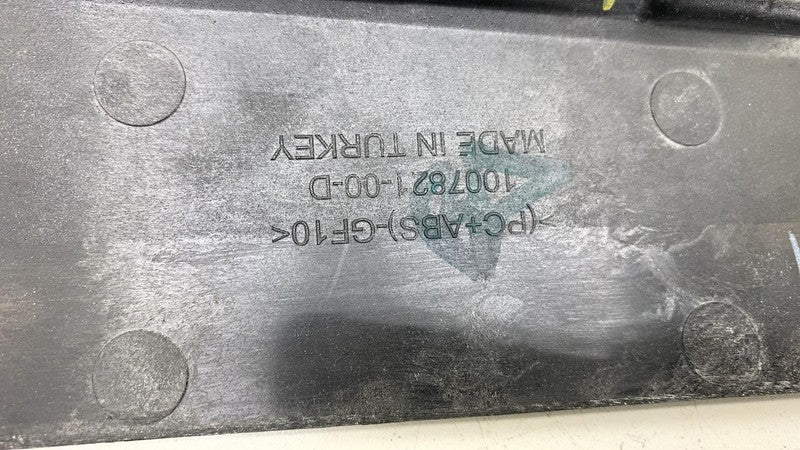 >(PC+ABS)-GF10<
1007821-00-D
MADE IN TURKEY